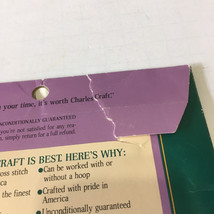 your time, it's worth Charles Craft."
UNCONDITIONALLY GUARANTEED
you're not satisfied for any rea-
simply return for a full refund.
CRAFT IS BEST HERE'S WHY:
oss stitch
ica
the finest
•Can be worked with or
without a hoop
•Crafted with pride in
America
•Unconditionally guaranteed